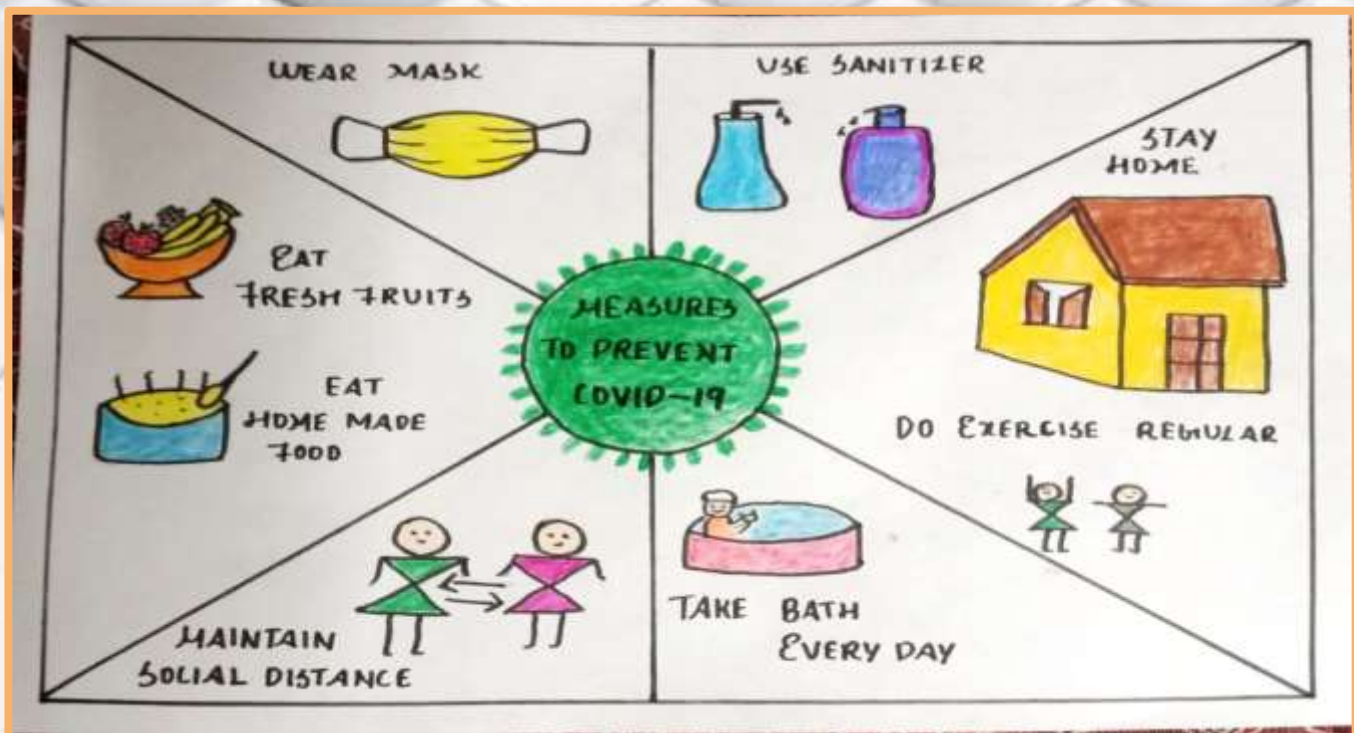 WEAR MASK
USE SANITIZER
STAY
HOME
EAT
FRESH FRUITS
MEASURES
TO PREVENT
COVID-19
EAT
HOME MADE
FOOD
DO EXERCISE REGULAR
MAINTAIN
SOCIAL DISTANCE
TAKE BATH
EVERY DAY